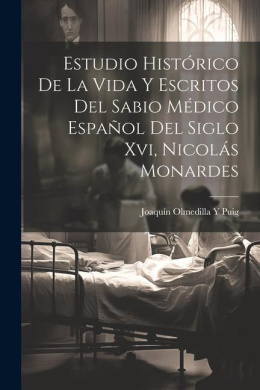 Estudio Histórico
De La Vida Y Escritos
Del Sabio Médico
Español Del Siglo
Xvi, Nicolás
Monardes
Joaquín Olmedilla Y Puig